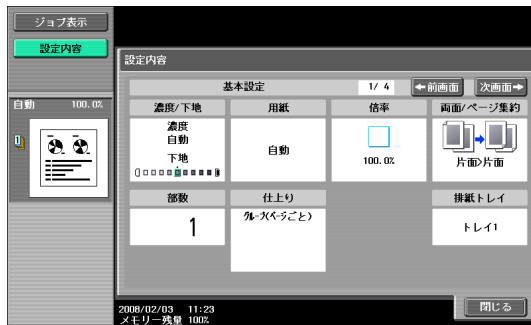 ジョブ表示
設定内容
設定内容
基本設定
1/ 4
←前画面
次画面→
自動 100.0%
濃度/下地
用紙
倍率
両面/ページ集約
濃度
自動
下地
自動
100.0%
片面>片面
1
部数
仕上り
排紙トレイ
1
グループ(ページごと)
トレイ1
2008/02/03 11:23
メモリー残量 100%
閉じる